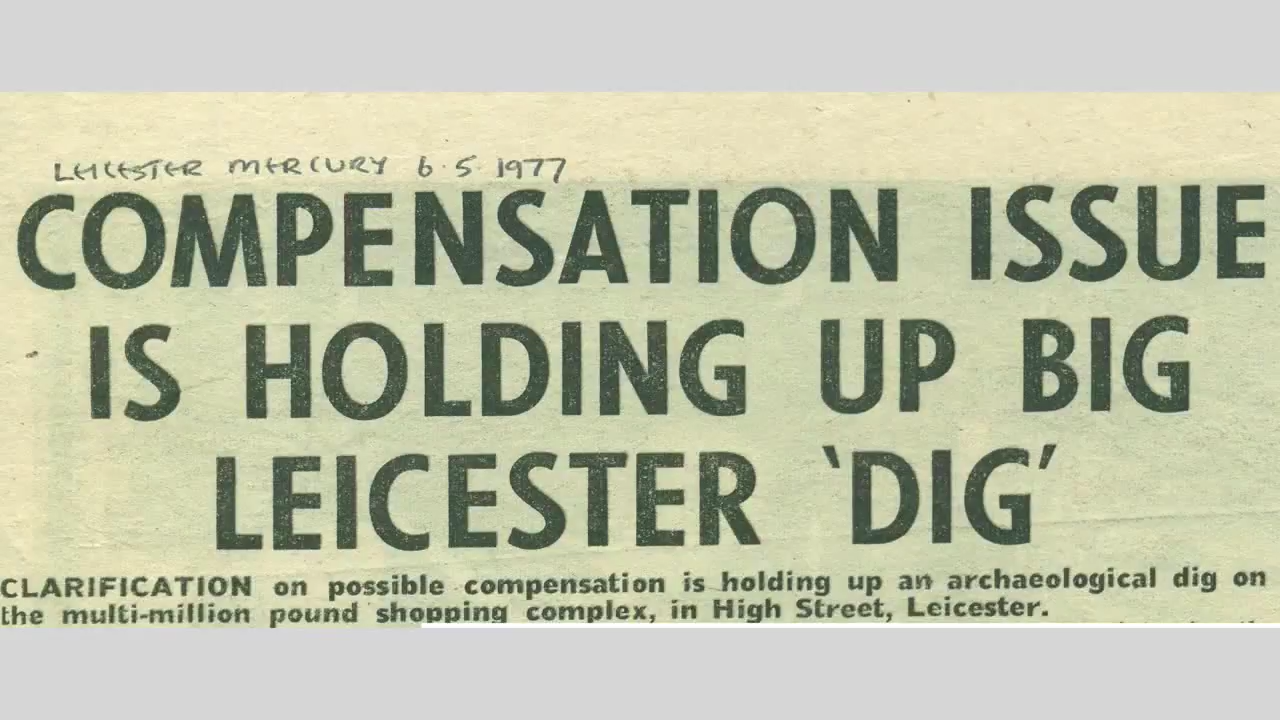 LEICESTER MERCURY 6.5.1977
COMPENSATION ISSUE
IS HOLDING UP BIG
LEICESTER ‘DIG’
CLARIFICATION on possible compensation is holding up an archaeological dig on
the multi-million pound shopping complex, in High Street, Leicester.